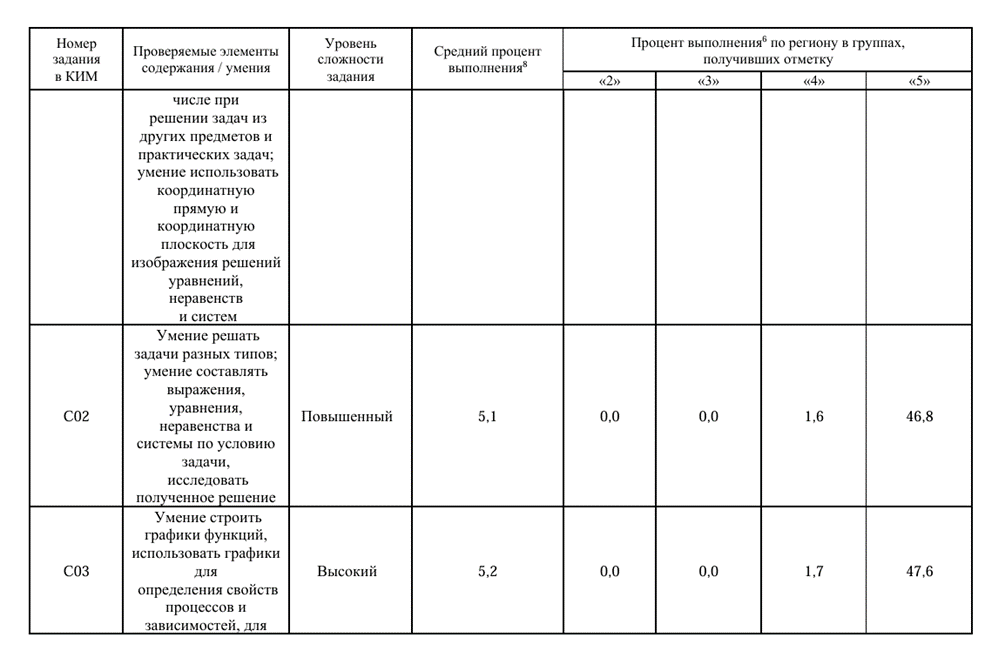 Номер
задания
в КИМ
Проверяемые элементы
содержания / умения
Уровень
сложности
задания
Средний процент
выполнения⁸
Процент выполнения⁶ по региону в группах,
получивших отметку
«2» «3» «4» «5»
числе при
решении задач из
других предметов и
практических задач;
умение использовать
координатную
прямую и
координатную
плоскость для
изображения решений
уравнений,
неравенств
и систем
С02
Умение решать
задачи разных типов;
умение составлять
выражения,
уравнения,
неравенства и
системы по условию
задачи,
исследовать
полученное решение
Повышенный
5,1
0,0
0,0
1,6
46,8
С03
Умение строить
графики функций,
использовать графики
для
определения свойств
процессов и
зависимостей, для
Высокий
5,2
0,0
0,0
1,7
47,6